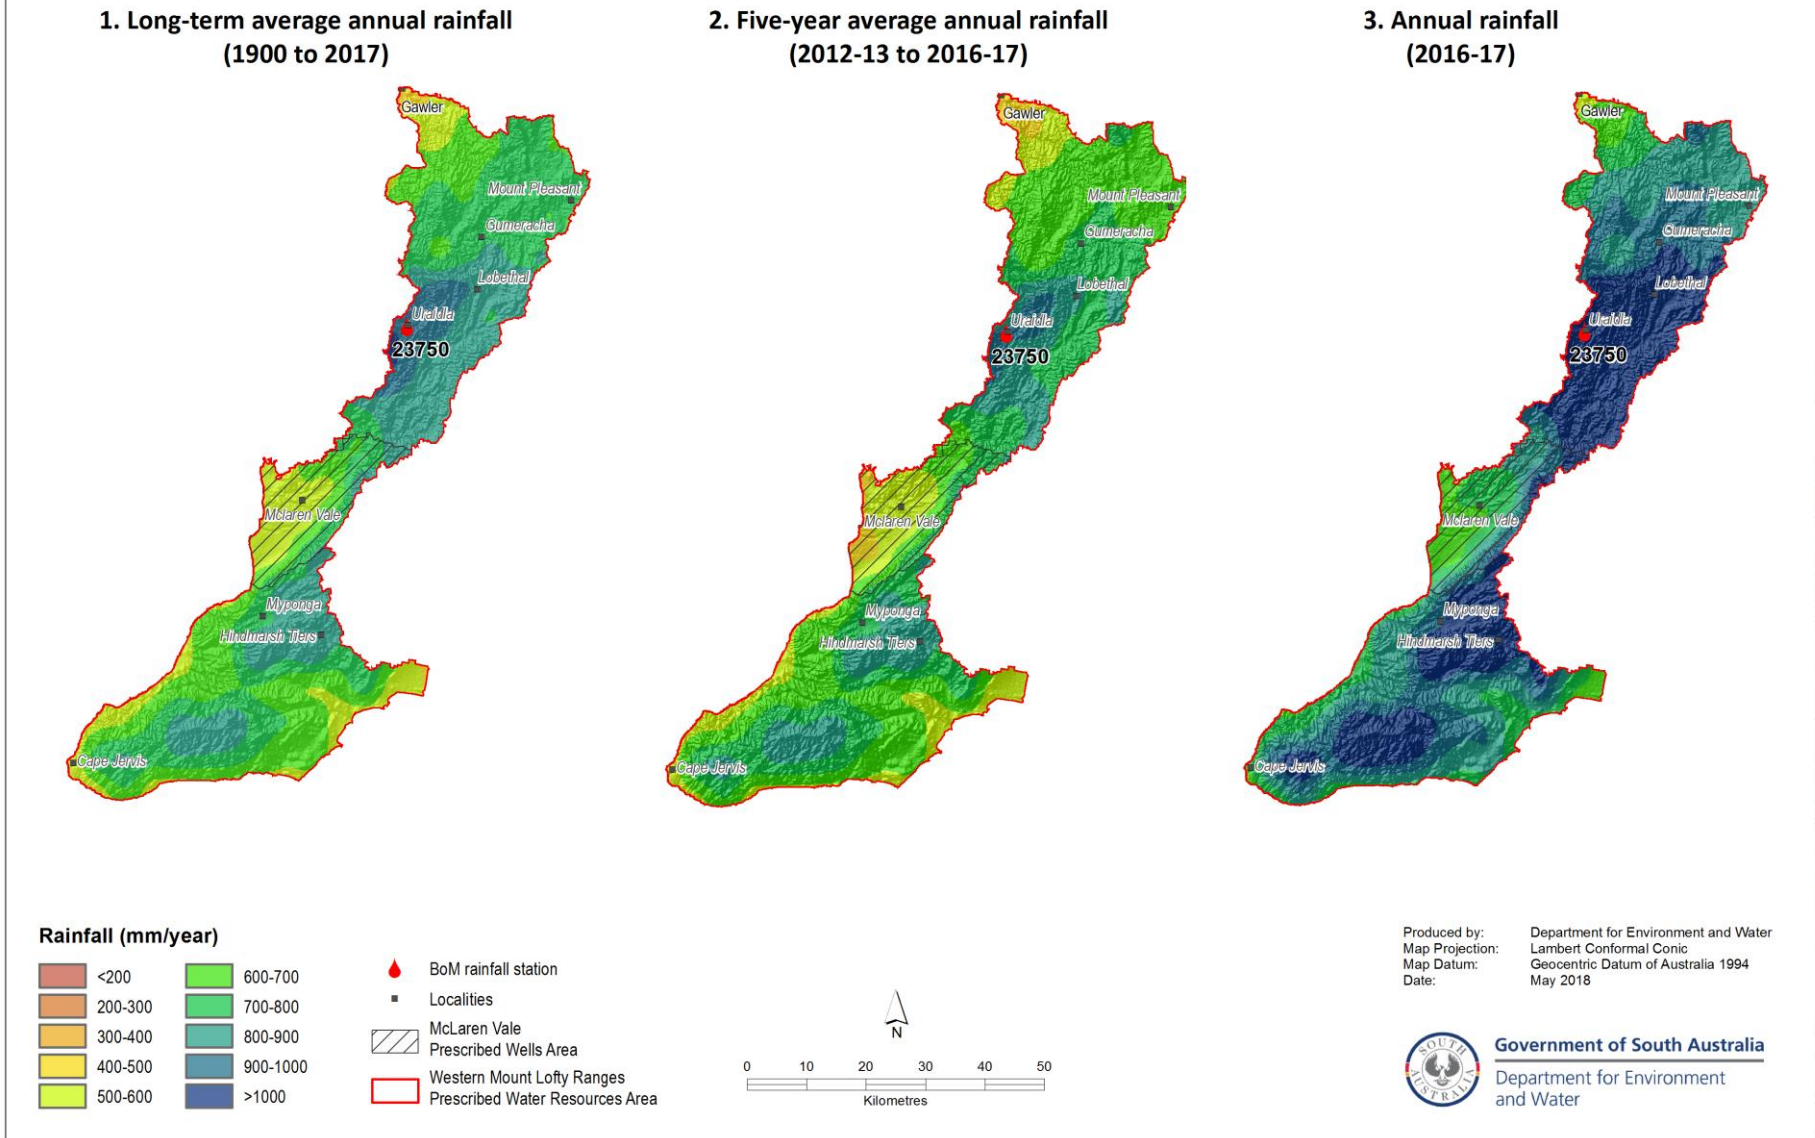 1. Long-term average annual rainfall
(1900 to 2017)
2. Five-year average annual rainfall
(2012-13 to 2016-17)
3. Annual rainfall
(2016-17)
Gawler
Mount Pleasant
Gumeracha
Lobethal
Uraidla
23750
Mclaren Vale
Myponga
Hindmarsh Tiers
Cape Jervis
Gawler
Mount Pleasant
Gumeracha
Lobethal
Uraidla
23750
Mclaren Vale
Myponga
Hindmarsh Tiers
Cape Jervis
Gawler
Mount Pleasant
Gumeracha
Lobethal
Uraidla
23750
Mclaren Vale
Myponga
Hindmarsh Tiers
Cape Jervis
Rainfall (mm/year)
<200
200-300
300-400
400-500
500-600
600-700
700-800
800-900
900-1000
>1000
BoM rainfall station
Localities
McLaren Vale
Prescribed Wells Area
Western Mount Lofty Ranges
Prescribed Water Resources Area
N
0 10 20 30 40 50
Kilometres
Produced by: Department for Environment and Water
Map Projection: Lambert Conformal Conic
Map Datum: Geocentric Datum of Australia 1994
Date: May 2018
SOUTH AUSTRALIA
Government of South Australia
Department for Environment
and Water